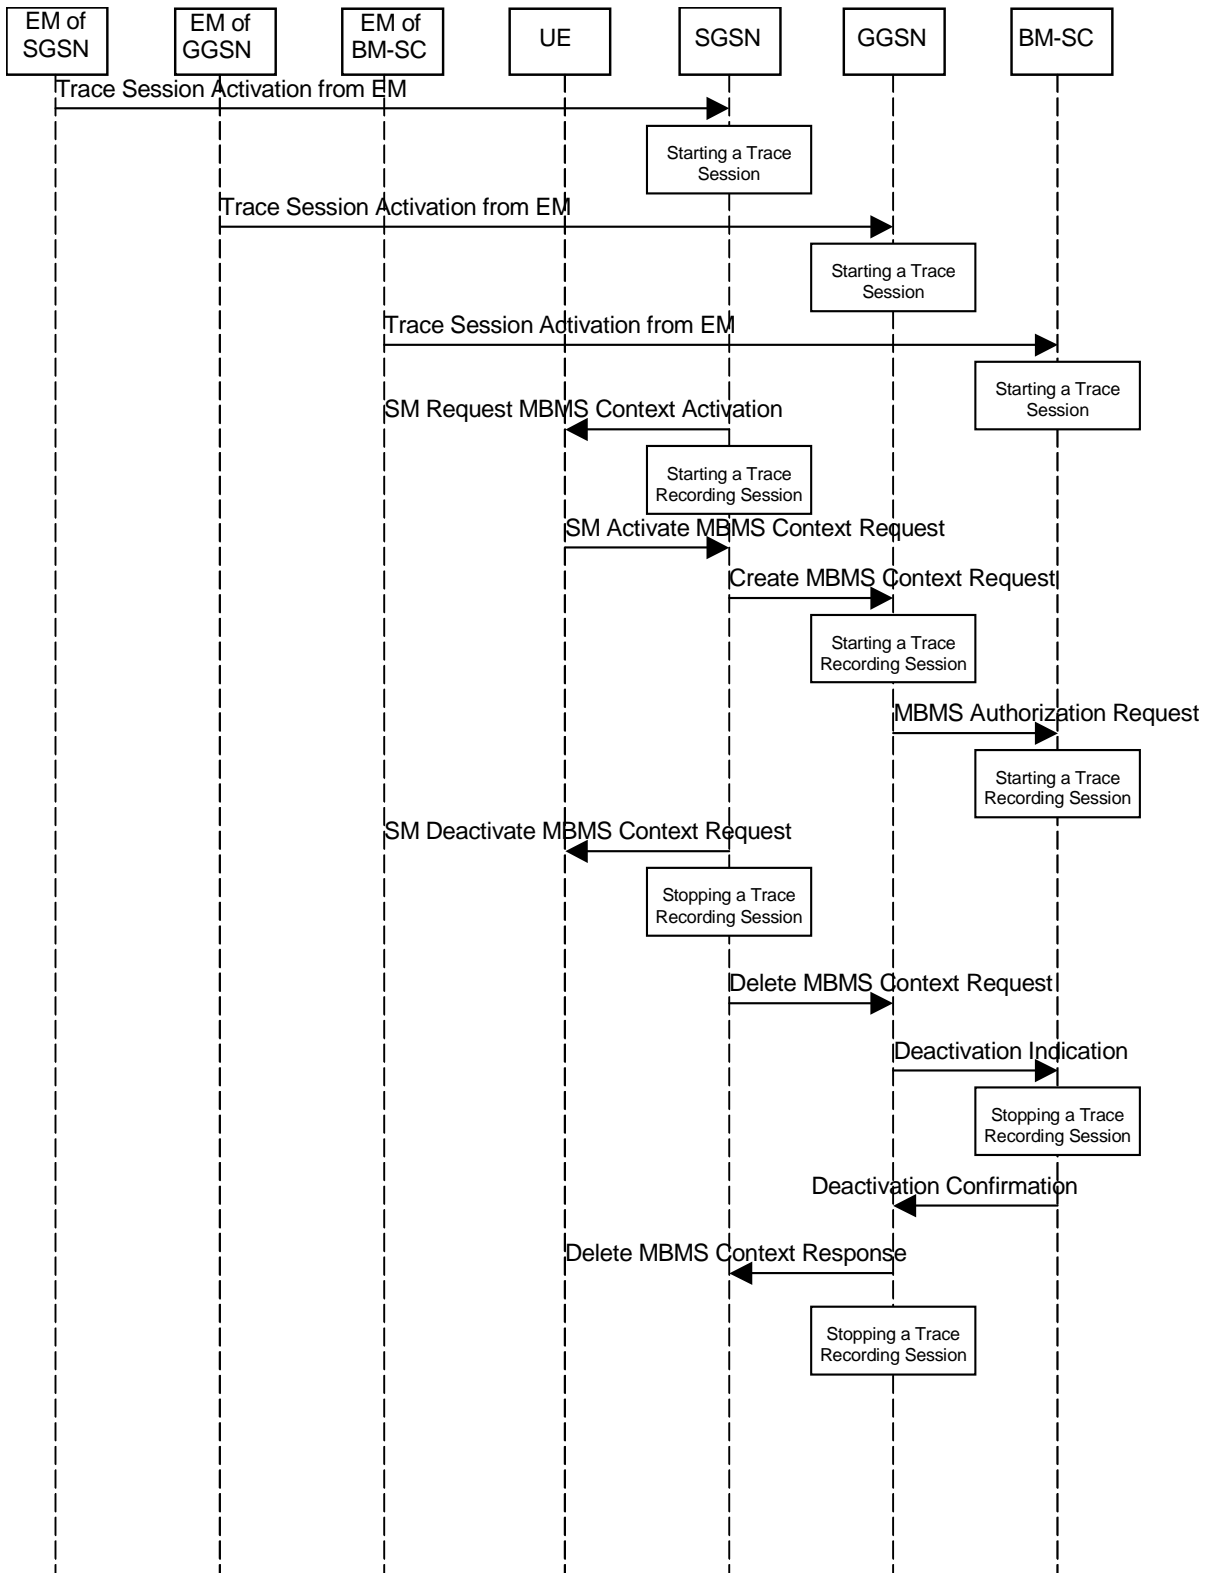 EM of
SGSN
EM of
GGSN
EM of
BM-SC
UE
SGSN
GGSN
BM-SC
Trace Session Activation from EM
Starting a Trace
Session
Trace Session Activation from EM
Starting a Trace
Session
Trace Session Activation from EM
Starting a Trace
Session
SM Request MBMS Context Activation
Starting a Trace
Recording Session
SM Activate MBMS Context Request
Create MBMS Context Request
Starting a Trace
Recording Session
MBMS Authorization Request
Starting a Trace
Recording Session
SM Deactivate MBMS Context Request
Stopping a Trace
Recording Session
Delete MBMS Context Request
Deactivation Indication
Stopping a Trace
Recording Session
Deactivation Confirmation
Delete MBMS Context Response
Stopping a Trace
Recording Session